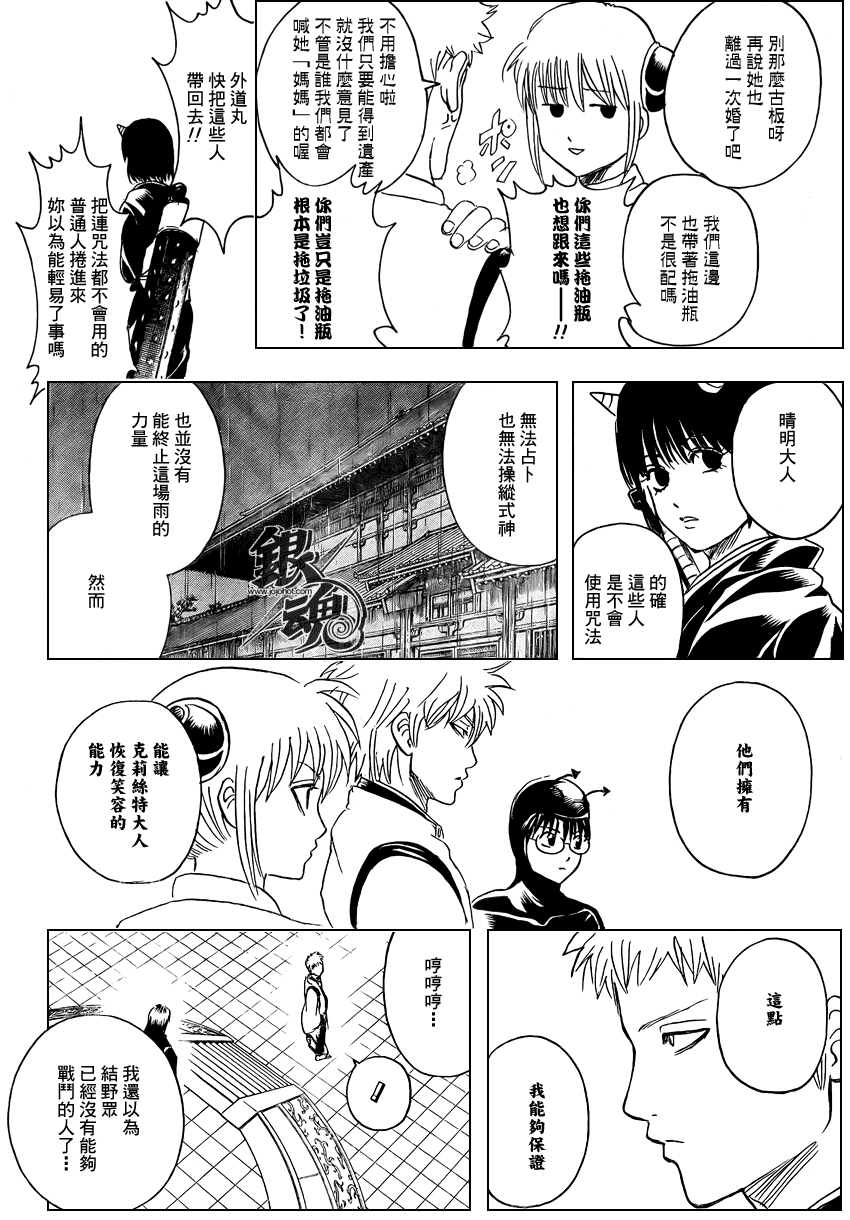 別那麼古板呀
再說她也
離過一次婚了吧
我們這邊
也帶著拖油瓶
不是很配嗎
你們這些拖油瓶
也想跟來嗎——!!
不用擔心啦
我們只要能得到遺產
就沒什麼意見了
不管是誰我們都會
喊她「媽媽」的喔
你們豈只是拖油瓶
根本是拖垃圾了！
外道丸
快把這些人
帶回去!!
把連咒法都不會用的
普通人捲進來
妳以為能輕易了事嗎
晴明大人
的確
這些人
是不會
使用咒法
無法占卜
也無法操縱式神
也並沒有
能終止這場雨的
力量
然而
銀魂
www.jojohot.com
他們擁有
能讓
克莉絲特大人
恢復笑容的
能力
這點
我能夠保證
哼哼哼…
我還以為
結野眾
已經沒有能夠
戰鬥的人了…